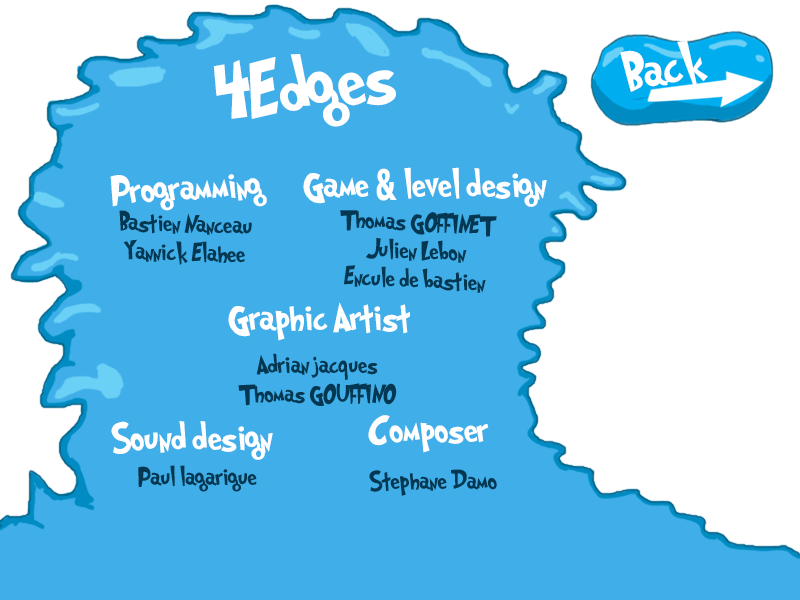 4Edges
Back
Programming
Bastien Nanceau
Yannick Elahee
Game & level design
Thomas GOFFINET
Julien Lebon
Encule de bastien
Graphic Artist
Adrian jacques
Thomas GOUFFINO
Sound design
Paul lagarigue
Composer
Stephane Damo